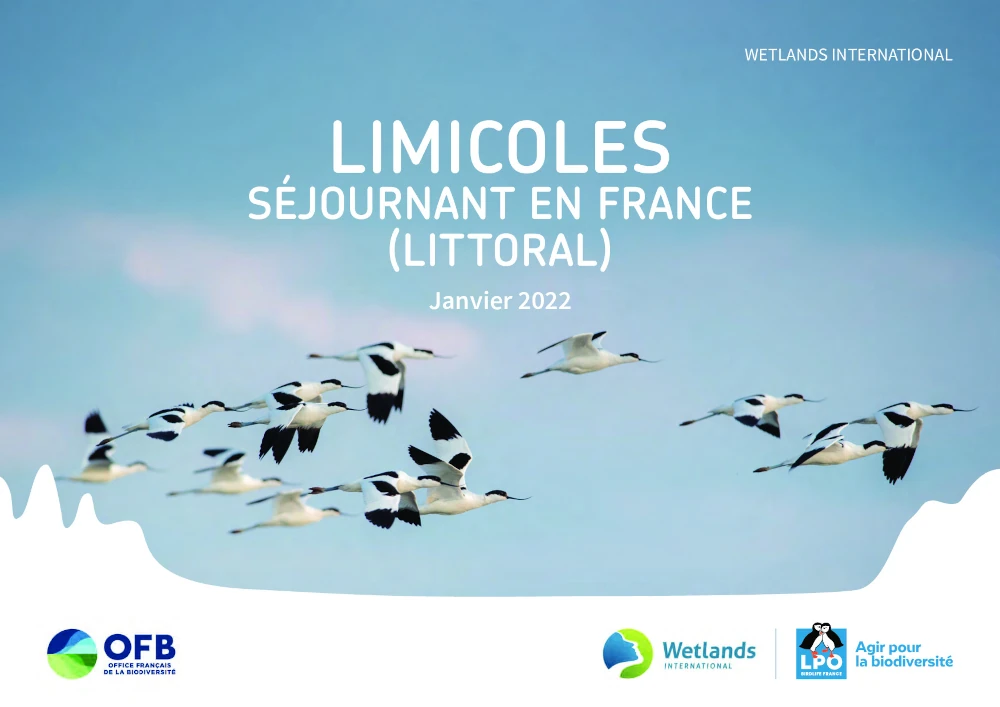 WETLANDS INTERNATIONAL
LIMICOLES
SÉJOURNANT EN FRANCE
(LITTORAL)
Janvier 2022
OFB
OFFICE FRANÇAIS
DE LA BIODIVERSITÉ
Wetlands
INTERNATIONAL
LPO
BIRDLIFE FRANCE
Agir pour
la biodiversité